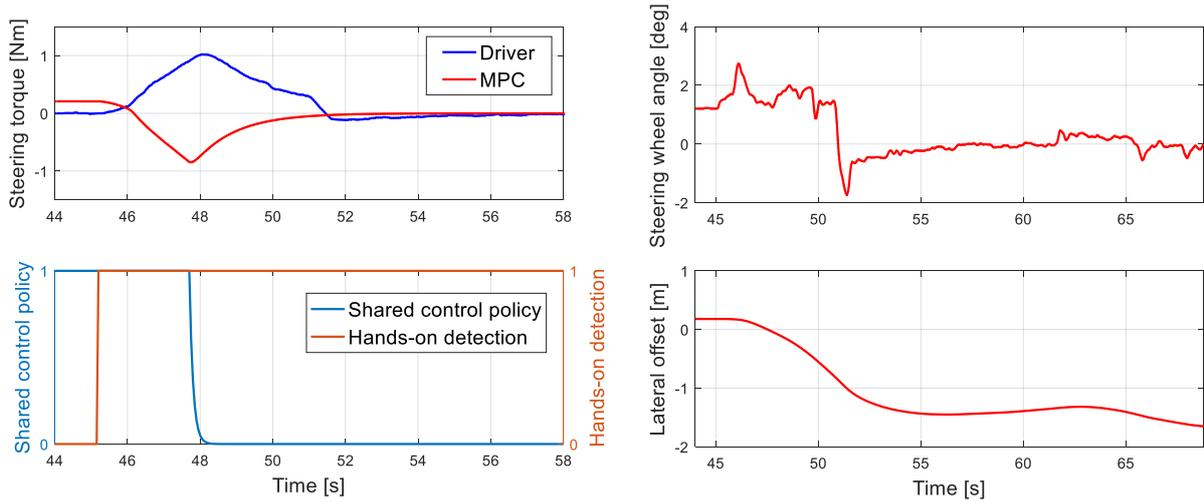 Steering torque [Nm]
1
0
-1
Driver
MPC
44 46 48 50 52 54 56 58
Steering wheel angle [deg]
4
2
0
-2
45 50 55 60 65
Shared control policy
1
0
Shared control policy
Hands-on detection
1
0
Hands-on detection
44 46 48 50 52 54 56 58
Time [s]
Lateral offset [m]
1
0
-1
-2
45 50 55 60 65
Time [s]